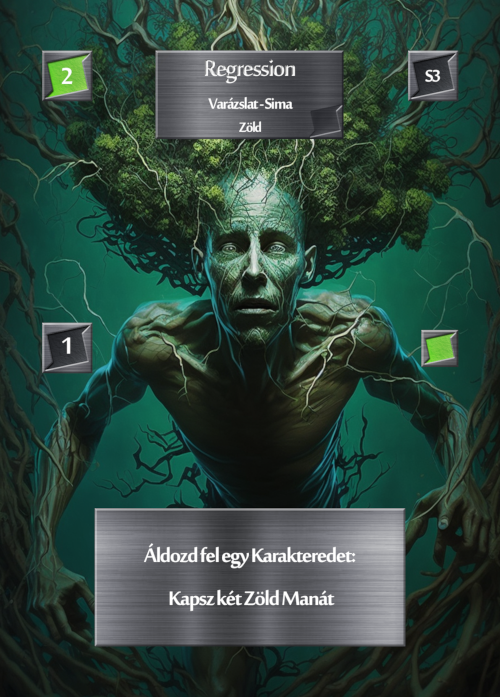 2
Regression
S3
Varázslat - Sima
Zöld
1
Áldozd fel egy Karakteredet:
Kapsz két Zöld Manát